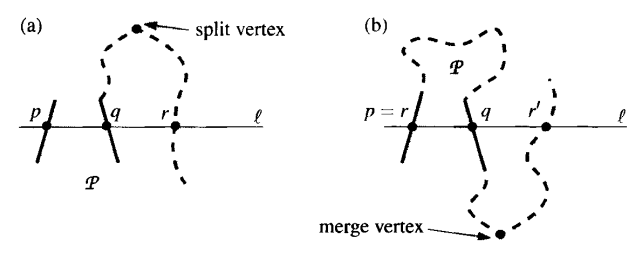 (a)
split vertex
p
q
r
ℓ
𝒫
(b)
𝒫
p = r
q
r′
ℓ
merge vertex